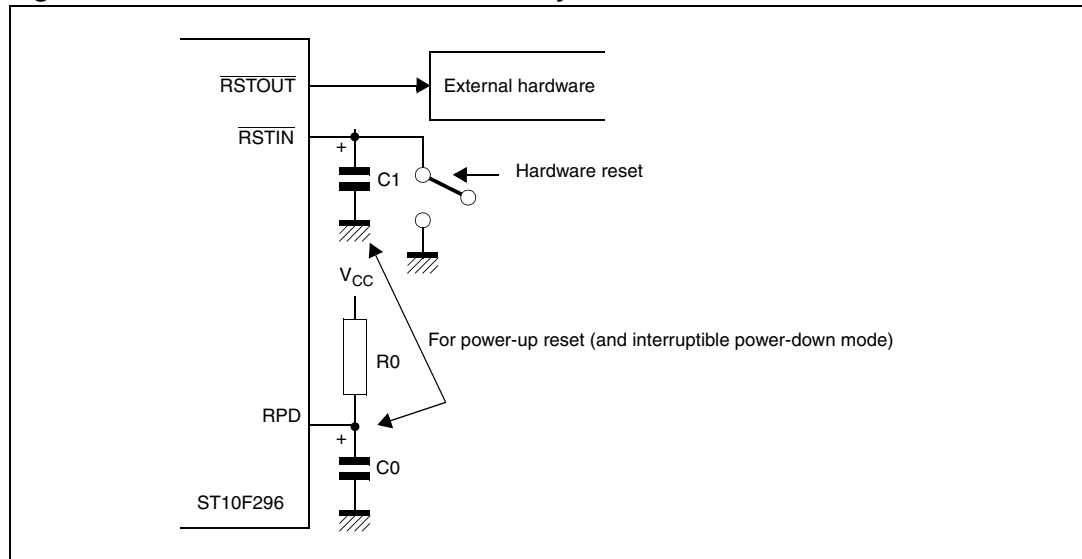 RSTOUT
External hardware
RSTIN
+
C1
Hardware reset
VCC
For power-up reset (and interruptible power-down mode)
R0
RPD
+
C0
ST10F296